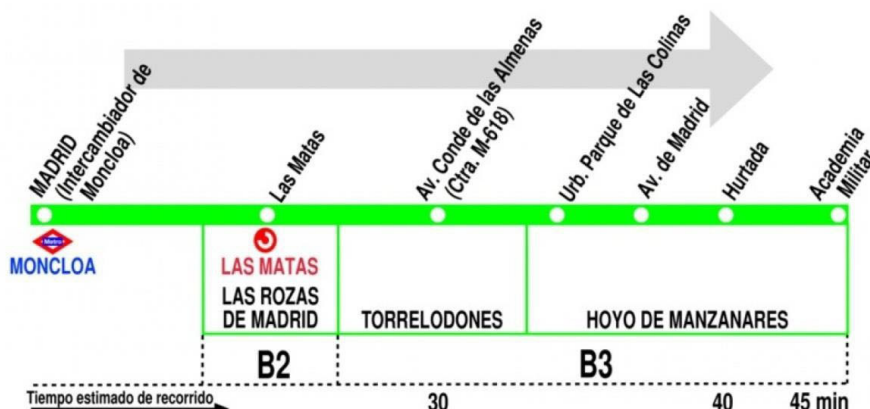 MADRID
(Intercambiador de
Moncloa)
Las Matas
Av. Conde de las Almenas
(Ctra. M-618)
Urb. Parque de Las Colinas
Av. de Madrid
Hurtada
Academia
Militar
Metro
MONCLOA
LAS MATAS
LAS ROZAS
DE MADRID
TORRELODONES
HOYO DE MANZANARES
B2
B3
Tiempo estimado de recorrido
30
40
45 min